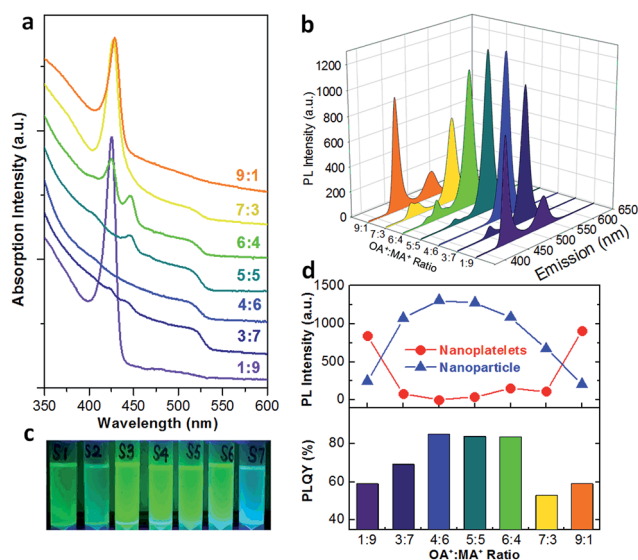 a
Absorption Intensity (a.u.)
9:1
7:3
6:4
5:5
4:6
3:7
1:9
350 400 450 500 550 600
Wavelength (nm)
b
PL Intensity (a.u.)
1200
1000
800
600
400
200
0
9:1 7:3 6:4 5:5 4:6 3:7 1:9
OA⁺:MA⁺ Ratio
400 450 500 550 600 650
Emission (nm)
c
S1 S2 S3 S4 S5 S6 S7
d
PL Intensity (a.u.)
1500
1000
500
0
Nanoplatelets
Nanoparticle
PLQY (%)
80
60
40
1:9 3:7 4:6 5:5 6:4 7:3 9:1
OA⁺:MA⁺ Ratio